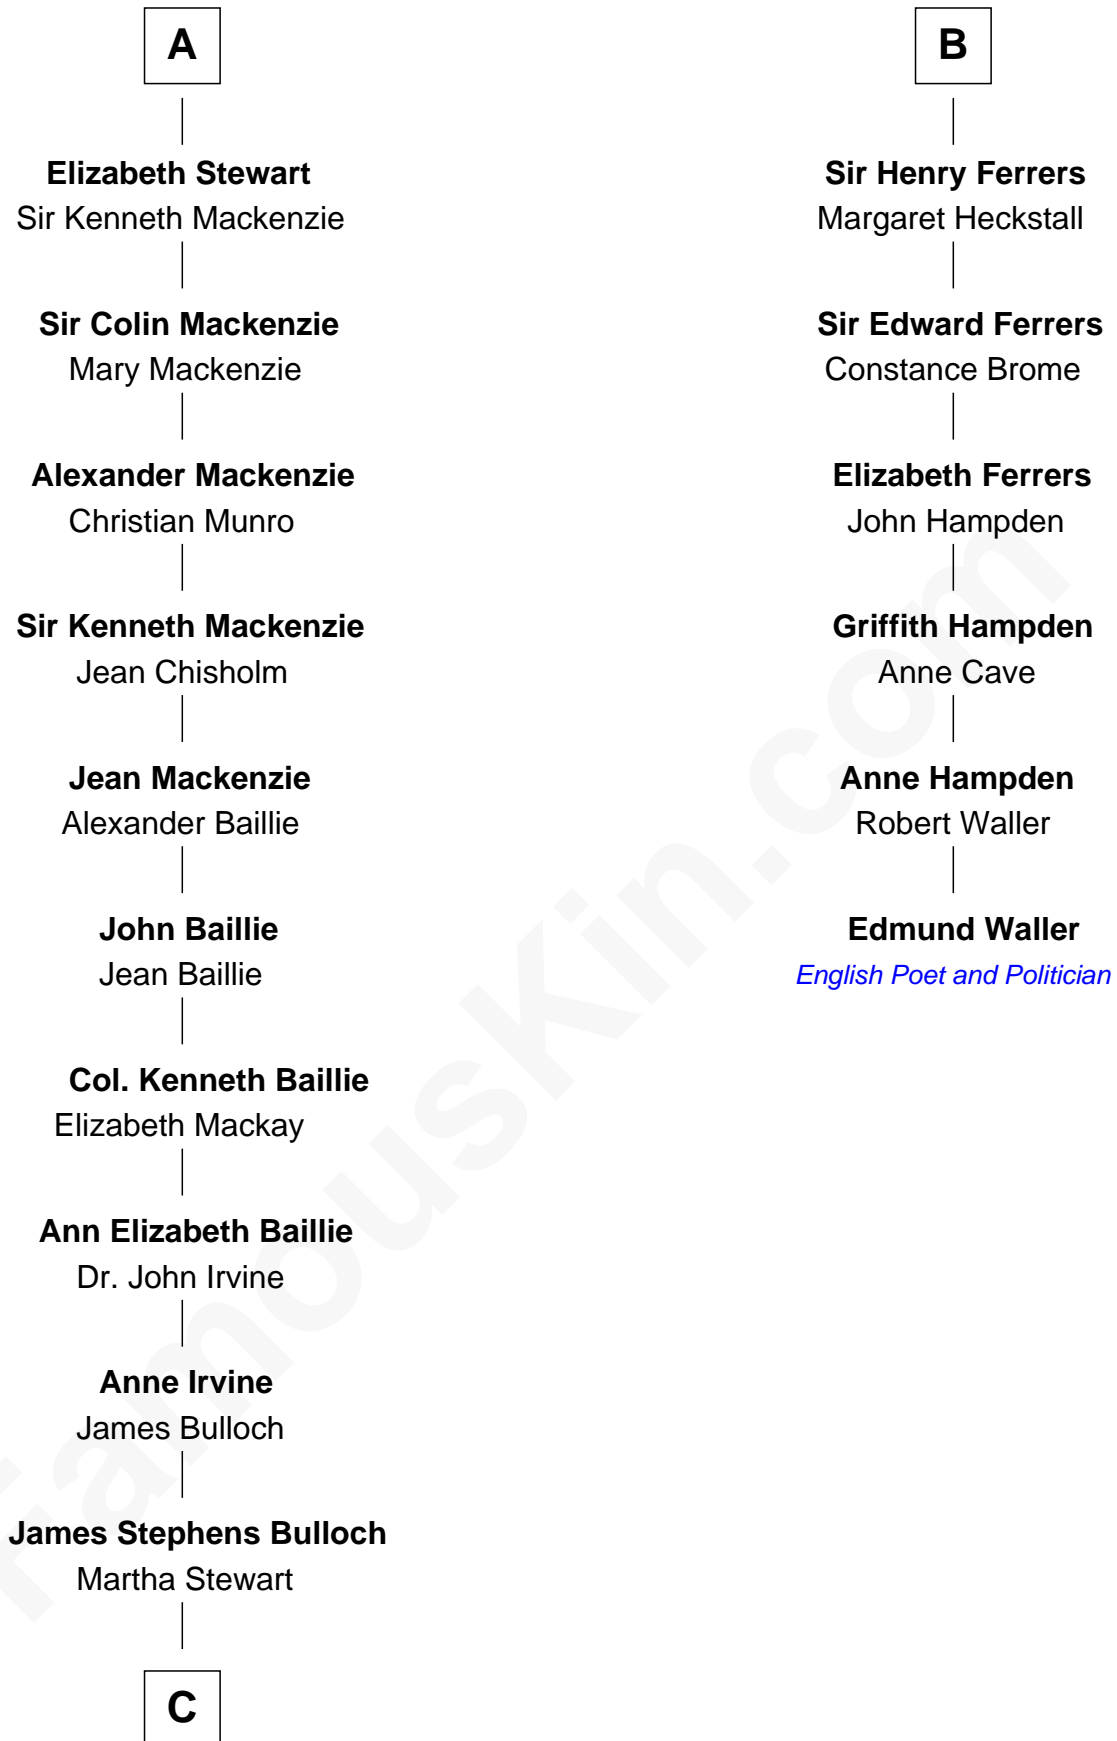 A
Elizabeth Stewart
Sir Kenneth Mackenzie
Sir Colin Mackenzie
Mary Mackenzie
Alexander Mackenzie
Christian Munro
Sir Kenneth Mackenzie
Jean Chisholm
Jean Mackenzie
Alexander Baillie
John Baillie
Jean Baillie
Col. Kenneth Baillie
Elizabeth Mackay
Ann Elizabeth Baillie
Dr. John Irvine
Anne Irvine
James Bulloch
James Stephens Bulloch
Martha Stewart
C
B
Sir Henry Ferrers
Margaret Heckstall
Sir Edward Ferrers
Constance Brome
Elizabeth Ferrers
John Hampden
Griffith Hampden
Anne Cave
Anne Hampden
Robert Waller
Edmund Waller
English Poet and Politician
FamousKin.com